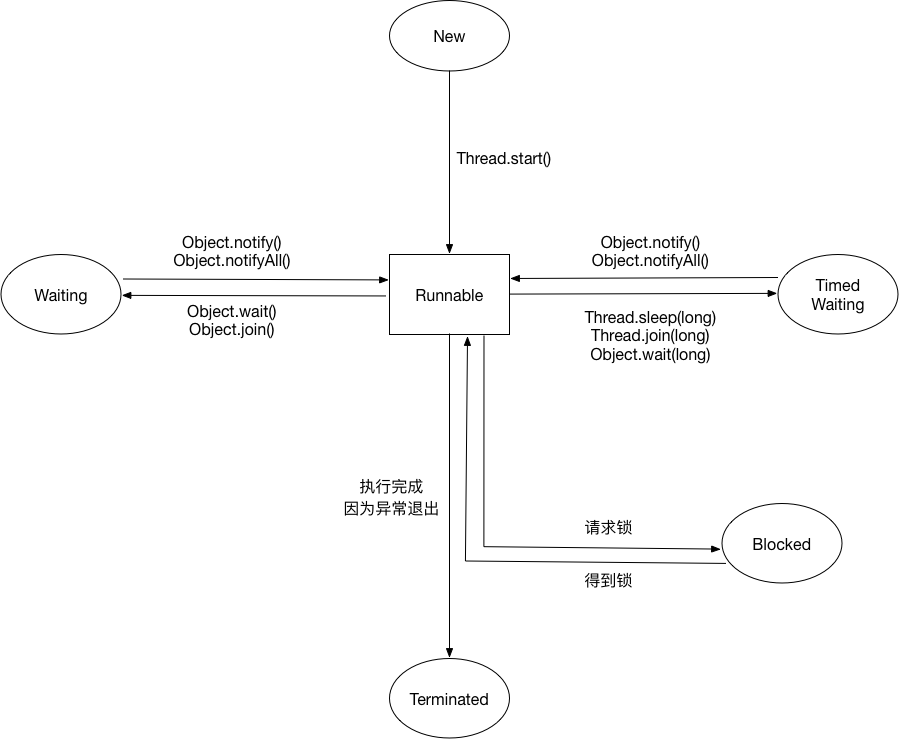 New
Thread.start()
Object.notify()
Object.notifyAll()
Object.notify()
Object.notifyAll()
Waiting
Runnable
Timed
Waiting
Object.wait()
Object.join()
Thread.sleep(long)
Thread.join(long)
Object.wait(long)
执行完成
因为异常退出
请求锁
Blocked
得到锁
Terminated